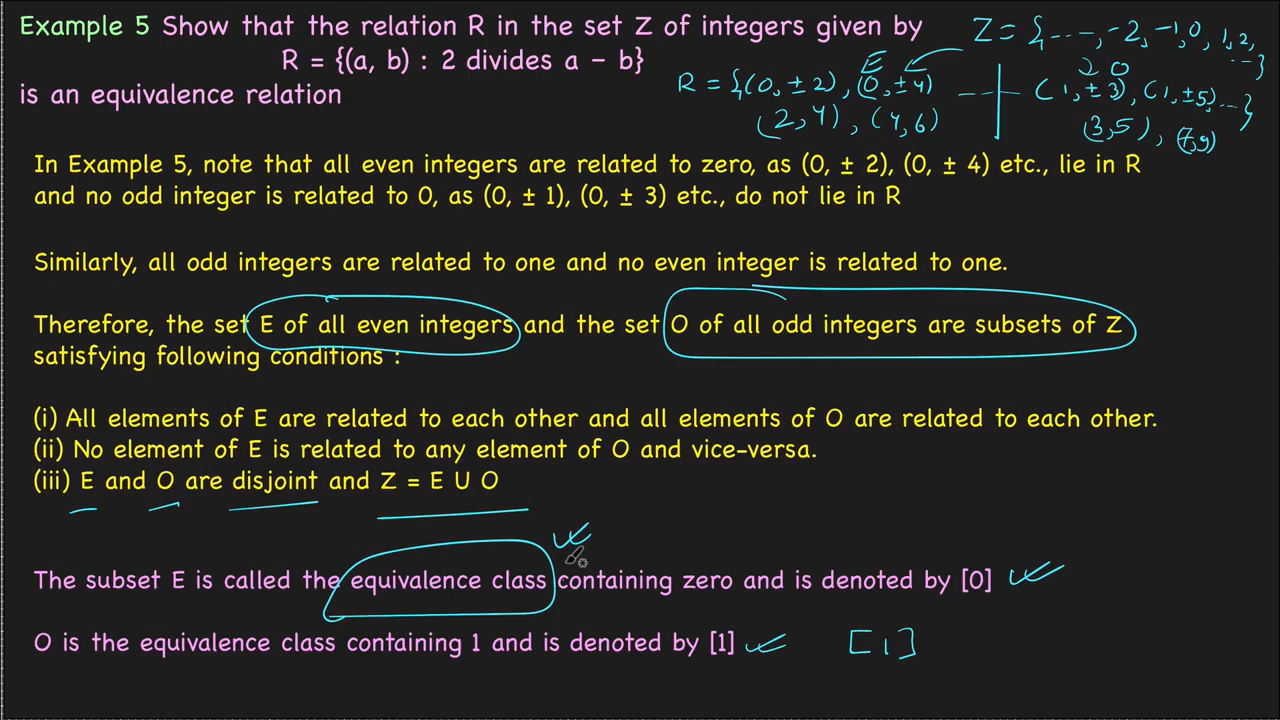 Example 5 Show that the relation R in the set Z of integers given by
R = {(a, b) : 2 divides a – b}
is an equivalence relation
Z = { ...., -2, -1, 0, 1, 2, ...}
E
2 0
R = {(0, ±2), (0, ±4) ---- (1, ±3), (1, ±5), ...}
(2, 4), (4, 6) (3, 5), (7, 9)
In Example 5, note that all even integers are related to zero, as (0, ± 2), (0, ± 4) etc., lie in R
and no odd integer is related to 0, as (0, ± 1), (0, ± 3) etc., do not lie in R
Similarly, all odd integers are related to one and no even integer is related to one.
Therefore, the set E of all even integers and the set O of all odd integers are subsets of Z
satisfying following conditions :
(i) All elements of E are related to each other and all elements of O are related to each other.
(ii) No element of E is related to any element of O and vice-versa.
(iii) E and O are disjoint and Z = E U O
The subset E is called the equivalence class containing zero and is denoted by [0]
O is the equivalence class containing 1 and is denoted by [1] [1]